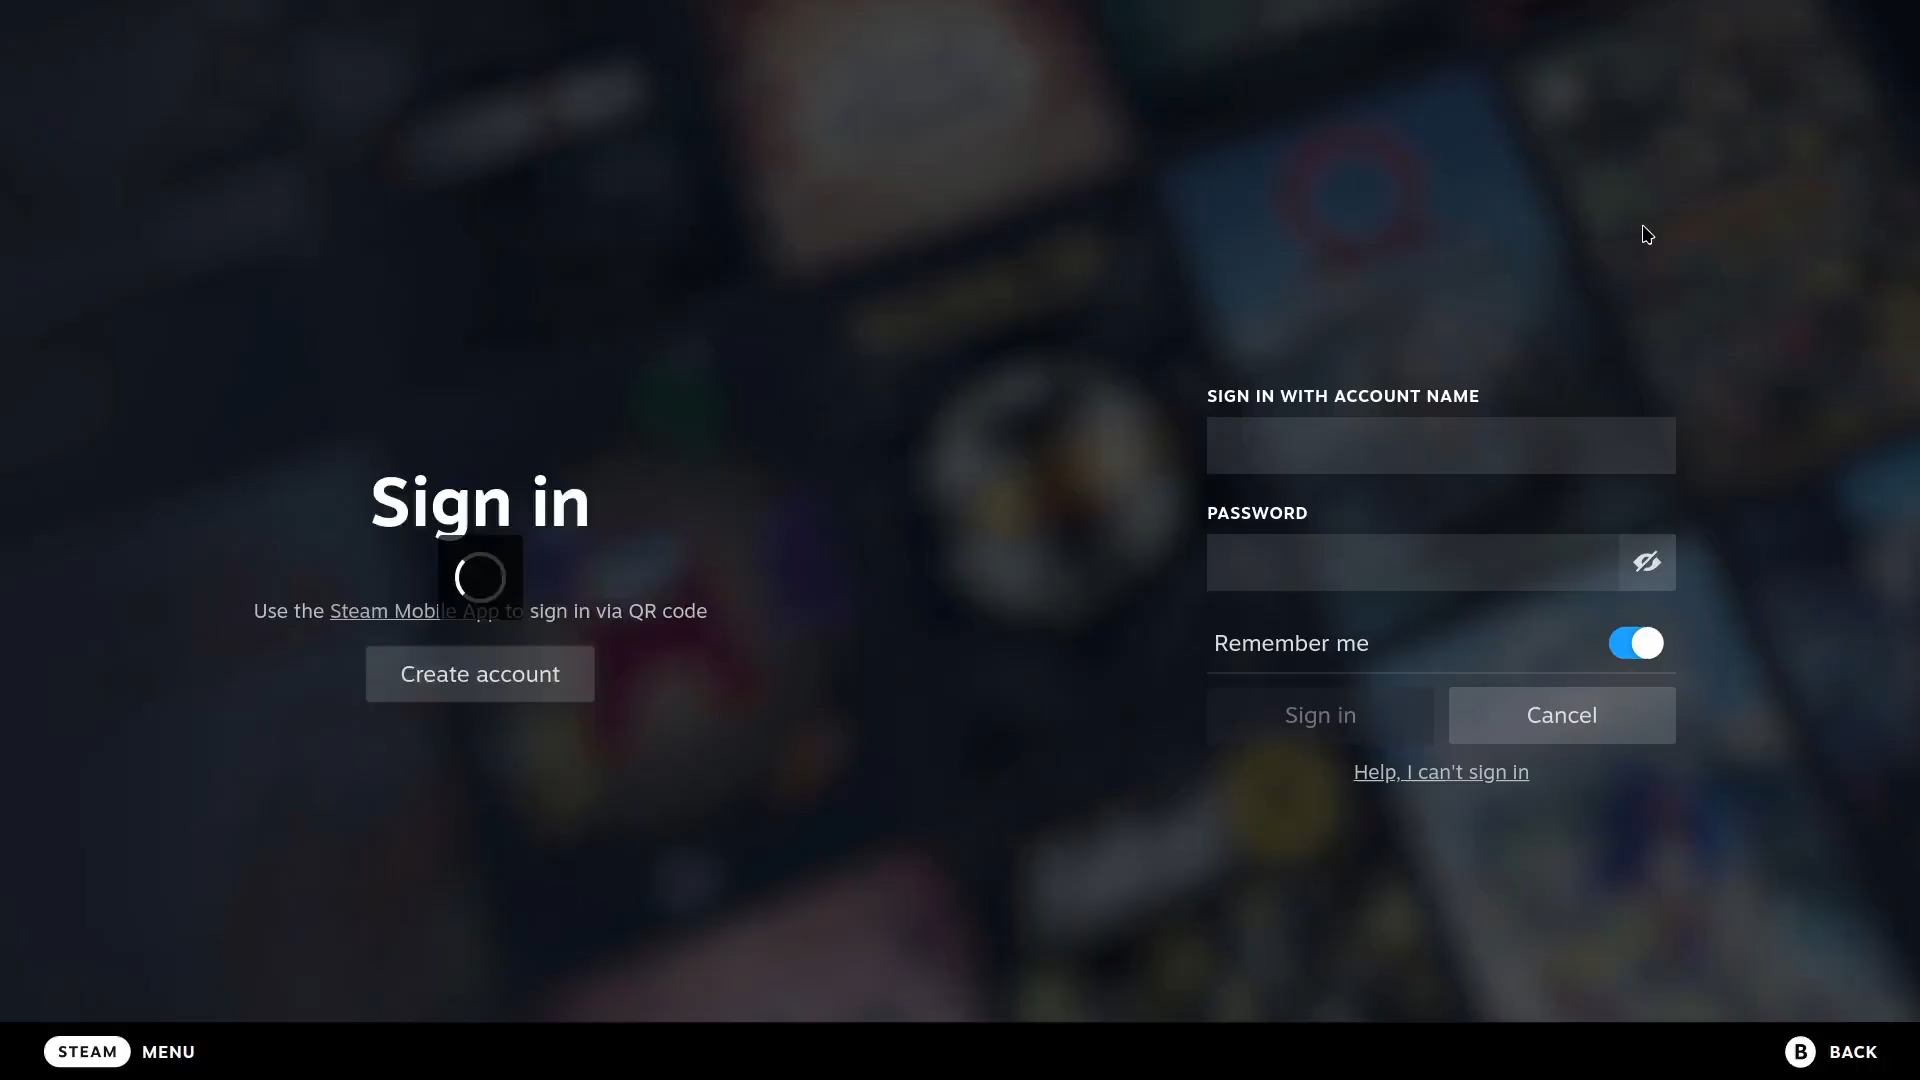 Sign in
Use the Steam Mobile App to sign in via QR code
Create account
SIGN IN WITH ACCOUNT NAME
PASSWORD
Remember me
Sign in
Cancel
Help, I can't sign in
STEAM MENU
B BACK